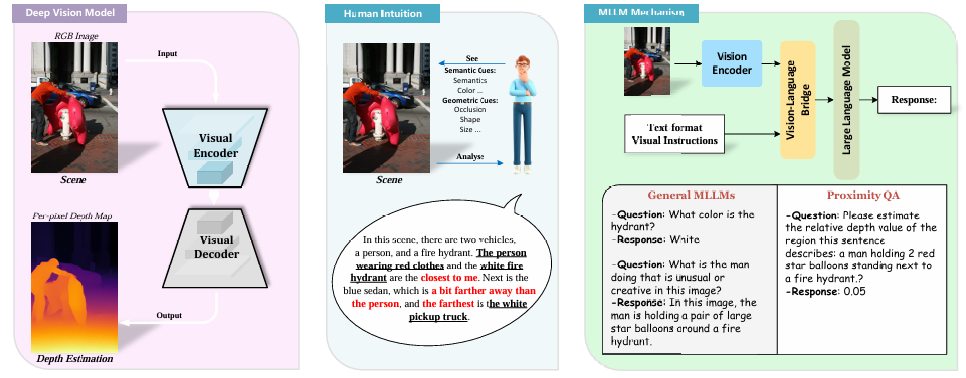 Deep Vision Model
RGB Image
Input
Scene
Visual
Encoder
Per-pixel Depth Map
Visual
Decoder
Output
Depth Estimation
Human Intuition
See
Semantic Cues:
Semantics
Color ...
Geometric Cues:
Occlusion
Shape
Size ...
Analyse
Scene
In this scene, there are two vehicles,
a person, and a fire hydrant. The person
wearing red clothes and the white fire
hydrant are the closest to me. Next is the
blue sedan, which is a bit farther away than
the person, and the farthest is the white
pickup truck.
MLLM Mechanism
Vision
Encoder
Vision-Language
Bridge
Large Language Model
Response:
Text format
Visual Instructions
General MLLMs
-Question: What color is the
hydrant?
-Response: White
-Question: What is the man
doing that is unusual or
creative in this image?
-Response: In this image, the
man is holding a pair of large
star balloons around a fire
hydrant.
Proximity QA
-Question: Please estimate
the relative depth value of the
region this sentence
describes: a man holding 2 red
star balloons standing next to
a fire hydrant.?
-Response: 0.05